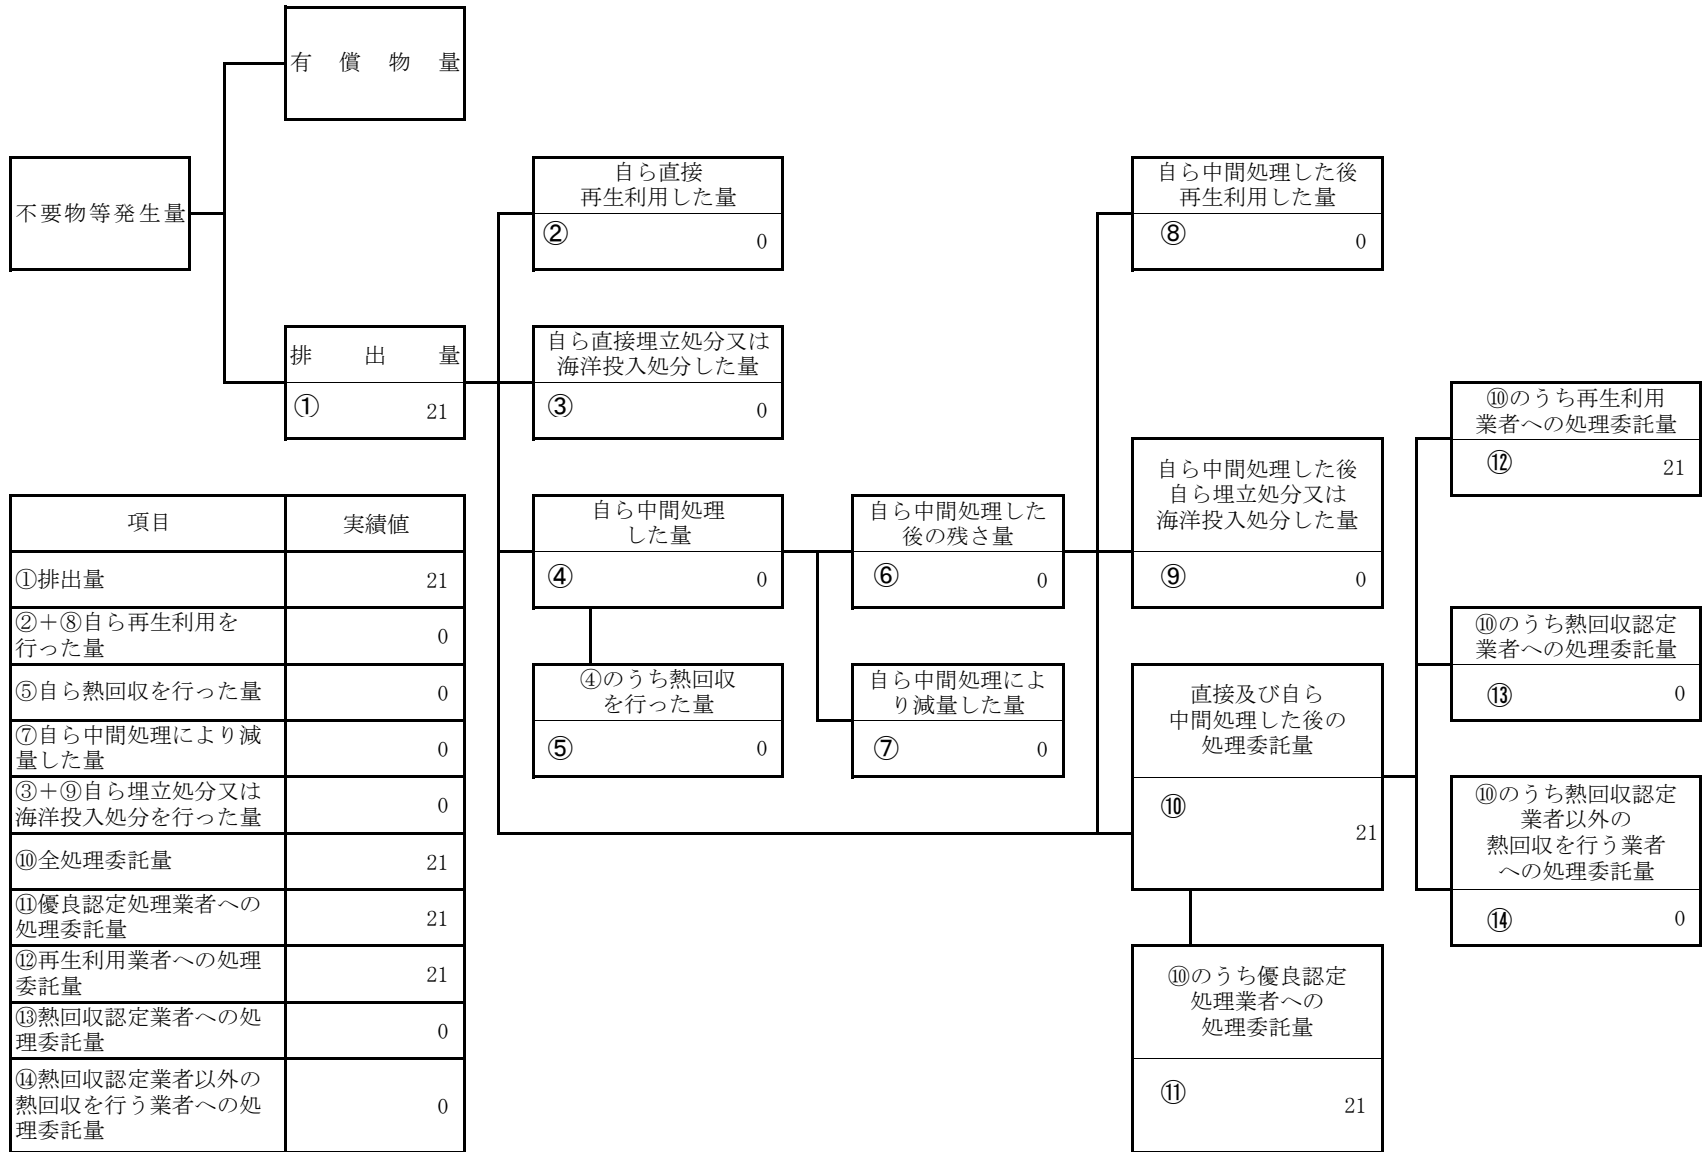 有償物量
不要物等発生量
排出量
① 21
自ら直接
再生利用した量
② 0
自ら直接埋立処分又は
海洋投入処分した量
③ 0
自ら中間処理
した量
④ 0
④のうち熱回収
を行った量
⑤ 0
自ら中間処理した
後の残さ量
⑥ 0
自ら中間処理によ
り減量した量
⑦ 0
自ら中間処理した後
再生利用した量
⑧ 0
自ら中間処理した後
自ら埋立処分又は
海洋投入処分した量
⑨ 0
直接及び自ら
中間処理した後の
処理委託量
⑩
21
⑩のうち優良認定
処理業者への
処理委託量
⑪ 21
⑩のうち再生利用
業者への処理委託量
⑫ 21
⑩のうち熱回収認定
業者への処理委託量
⑬ 0
⑩のうち熱回収認定
業者以外の
熱回収を行う業者
への処理委託量
⑭ 0
項目 実績値
①排出量 21
②＋⑧自ら再生利用を
行った量 0
⑤自ら熱回収を行った量 0
⑦自ら中間処理により減
量した量 0
③＋⑨自ら埋立処分又は
海洋投入処分を行った量 0
⑩全処理委託量 21
⑪優良認定処理業者への
処理委託量 21
⑫再生利用業者への処理
委託量 21
⑬熱回収認定業者への処
理委託量 0
⑭熱回収認定業者以外の
熱回収を行う業者への処 0
理委託量